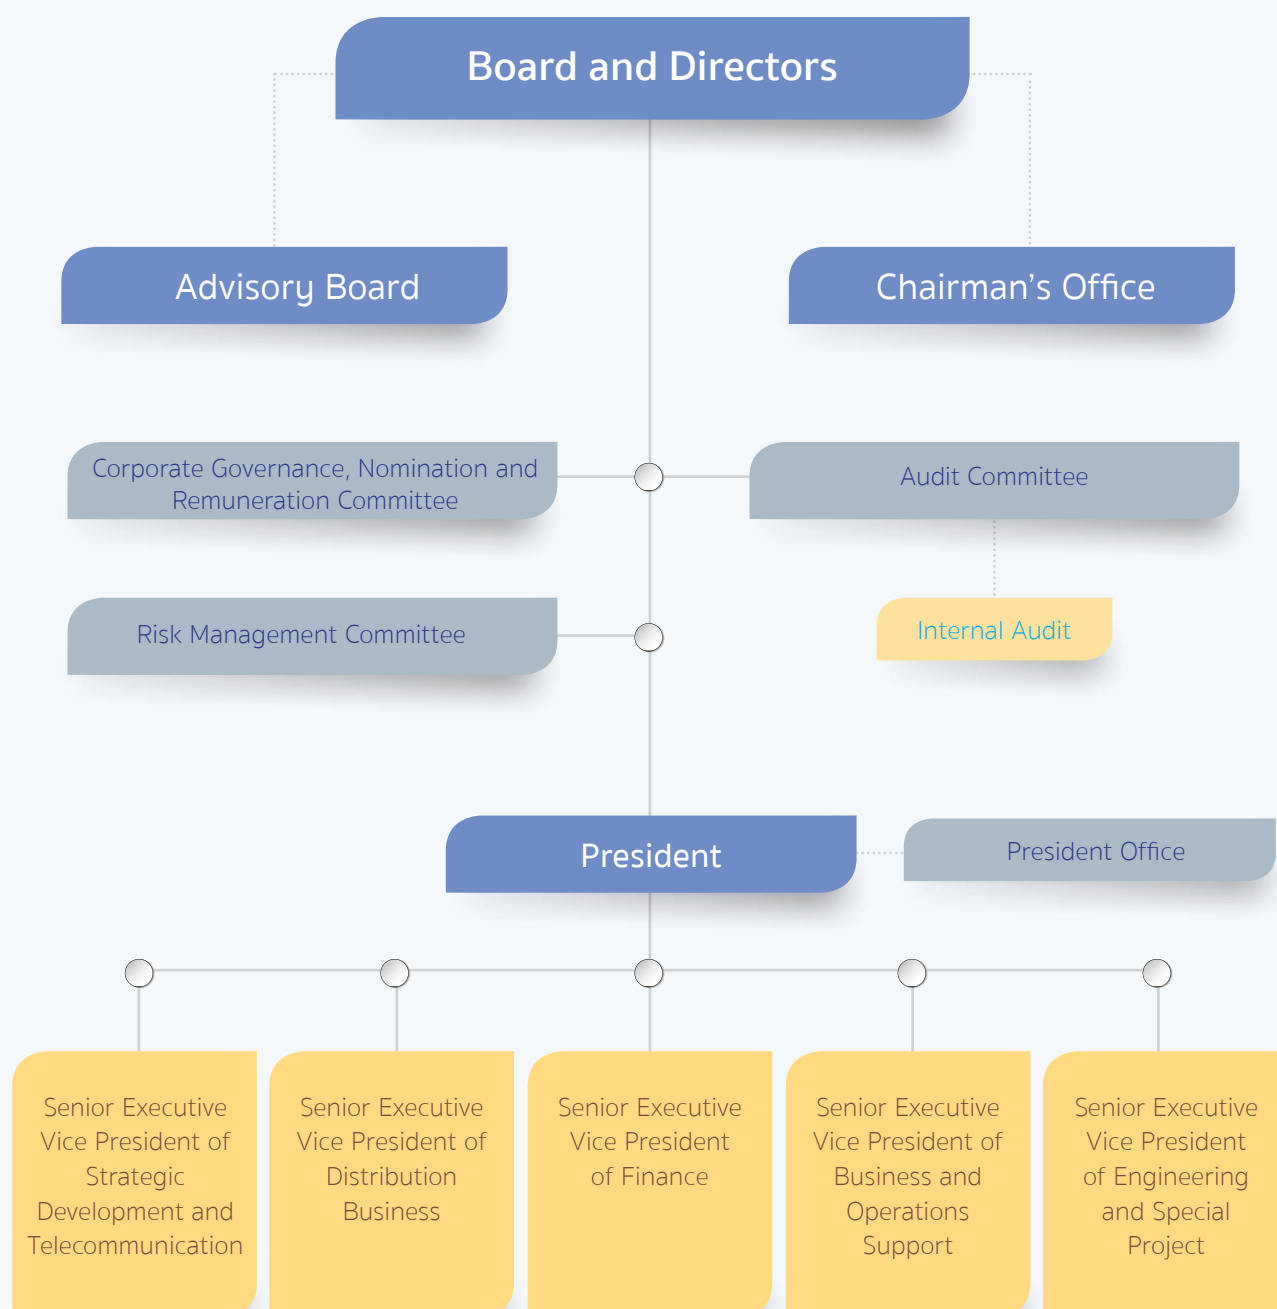 Board and Directors
Advisory Board
Chairman’s Office
Corporate Governance, Nomination and
Remuneration Committee
Audit Committee
Risk Management Committee
Internal Audit
President
President Office
Senior Executive
Vice President of
Strategic
Development and
Telecommunication
Senior Executive
Vice President of
Distribution
Business
Senior Executive
Vice President
of Finance
Senior Executive
Vice President of
Business and
Operations
Support
Senior Executive
Vice President
of Engineering
and Special
Project